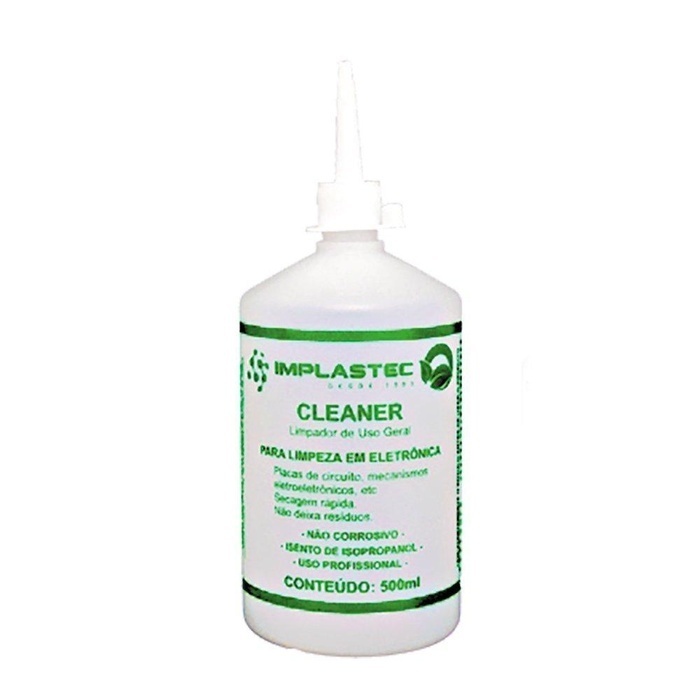 IMPLASTEC
CLEANER
Limpador de Uso Geral
PARA LIMPEZA EM ELETRÔNICA
Placas de circuito, mecanismos
eletroeletrônicos, etc
Secagem rápida.
Não deixa resíduos.
- NÃO CORROSIVO -
- ISENTO DE ISOPROPANOL -
- USO PROFISSIONAL -
CONTEÚDO: 500ml